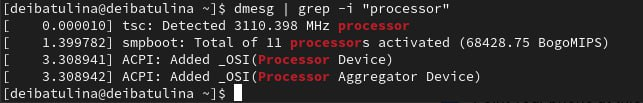 [deibatulina@deibatulina ~]$ dmesg | grep -i "processor"
[    0.000010] tsc: Detected 3110.398 MHz processor
[    1.399782] smpboot: Total of 11 processors activated (68428.75 BogoMIPS)
[    3.308941] ACPI: Added _OSI(Processor Device)
[    3.308942] ACPI: Added _OSI(Processor Aggregator Device)
[deibatulina@deibatulina ~]$